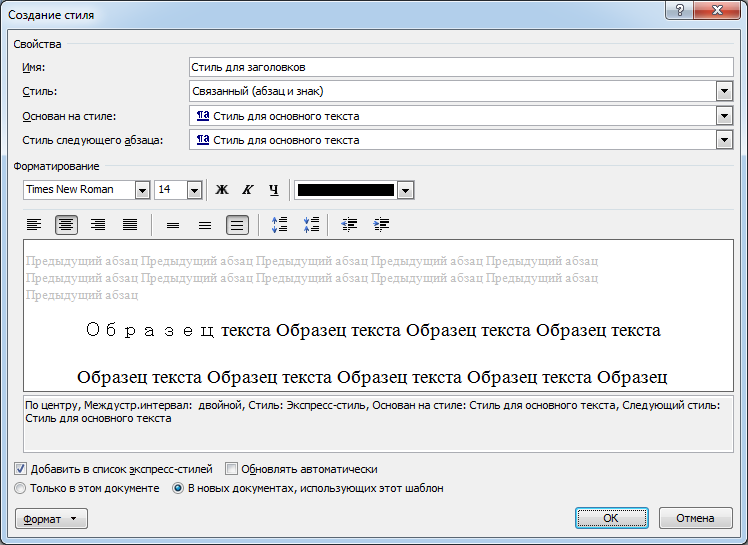 Создание стиля
Свойства
Имя: Стиль для заголовков
Стиль: Связанный (абзац и знак)
Основан на стиле: ¶a Стиль для основного текста
Стиль следующего абзаца: ¶a Стиль для основного текста
Форматирование
Times New Roman 14 Ж К Ч
Предыдущий абзац Предыдущий абзац Предыдущий абзац Предыдущий абзац Предыдущий абзац
Предыдущий абзац Предыдущий абзац Предыдущий абзац Предыдущий абзац Предыдущий абзац
Предыдущий абзац
Образец текста Образец текста Образец текста Образец текста
Образец текста Образец текста Образец текста Образец текста Образец
По центру, Междустр.интервал: двойной, Стиль: Экспресс-стиль, Основан на стиле: Стиль для основного текста, Следующий стиль:
Стиль для основного текста
Добавить в список экспресс-стилей Обновлять автоматически
Только в этом документе В новых документах, использующих этот шаблон
Формат ОК Отмена